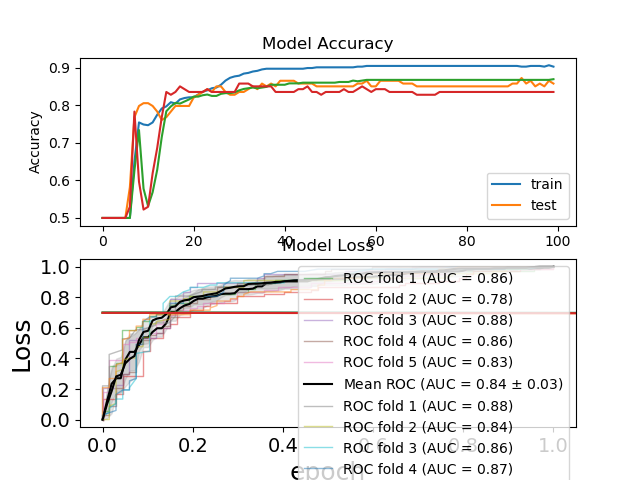 Model Accuracy
Accuracy
0.9
0.8
0.7
0.6
0.5
train
test
0 20 40 60 80 100
Model Loss
Loss
1.0
0.8
0.6
0.4
0.2
0.0
ROC fold 1 (AUC = 0.86)
ROC fold 2 (AUC = 0.78)
ROC fold 3 (AUC = 0.88)
ROC fold 4 (AUC = 0.86)
ROC fold 5 (AUC = 0.83)
Mean ROC (AUC = 0.84 ± 0.03)
ROC fold 1 (AUC = 0.88)
ROC fold 2 (AUC = 0.84)
ROC fold 3 (AUC = 0.86)
ROC fold 4 (AUC = 0.87)
0.0 0.2 0.4 0.6 0.8 1.0
epoch